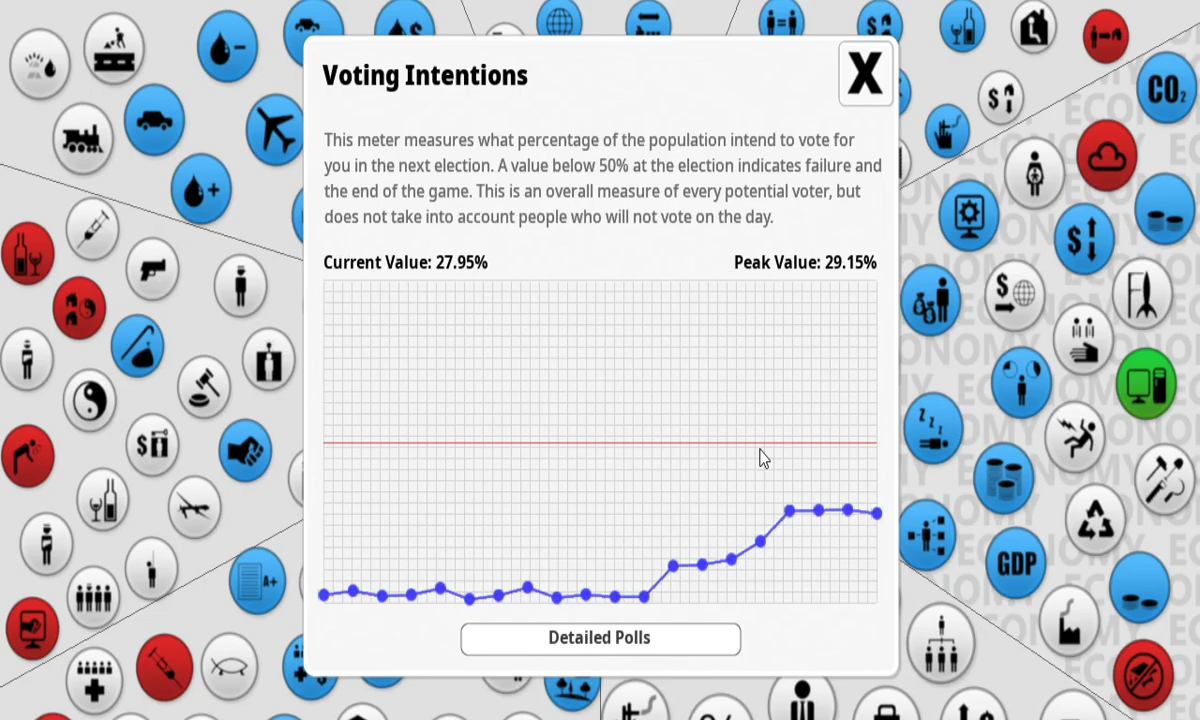 Voting Intentions
X
This meter measures what percentage of the population intend to vote for
you in the next election. A value below 50% at the election indicates failure and
the end of the game. This is an overall measure of every potential voter, but
does not take into account people who will not vote on the day.
Current Value: 27.95%
Peak Value: 29.15%
Detailed Polls
CO₂
GDP
A+
ECONOMY